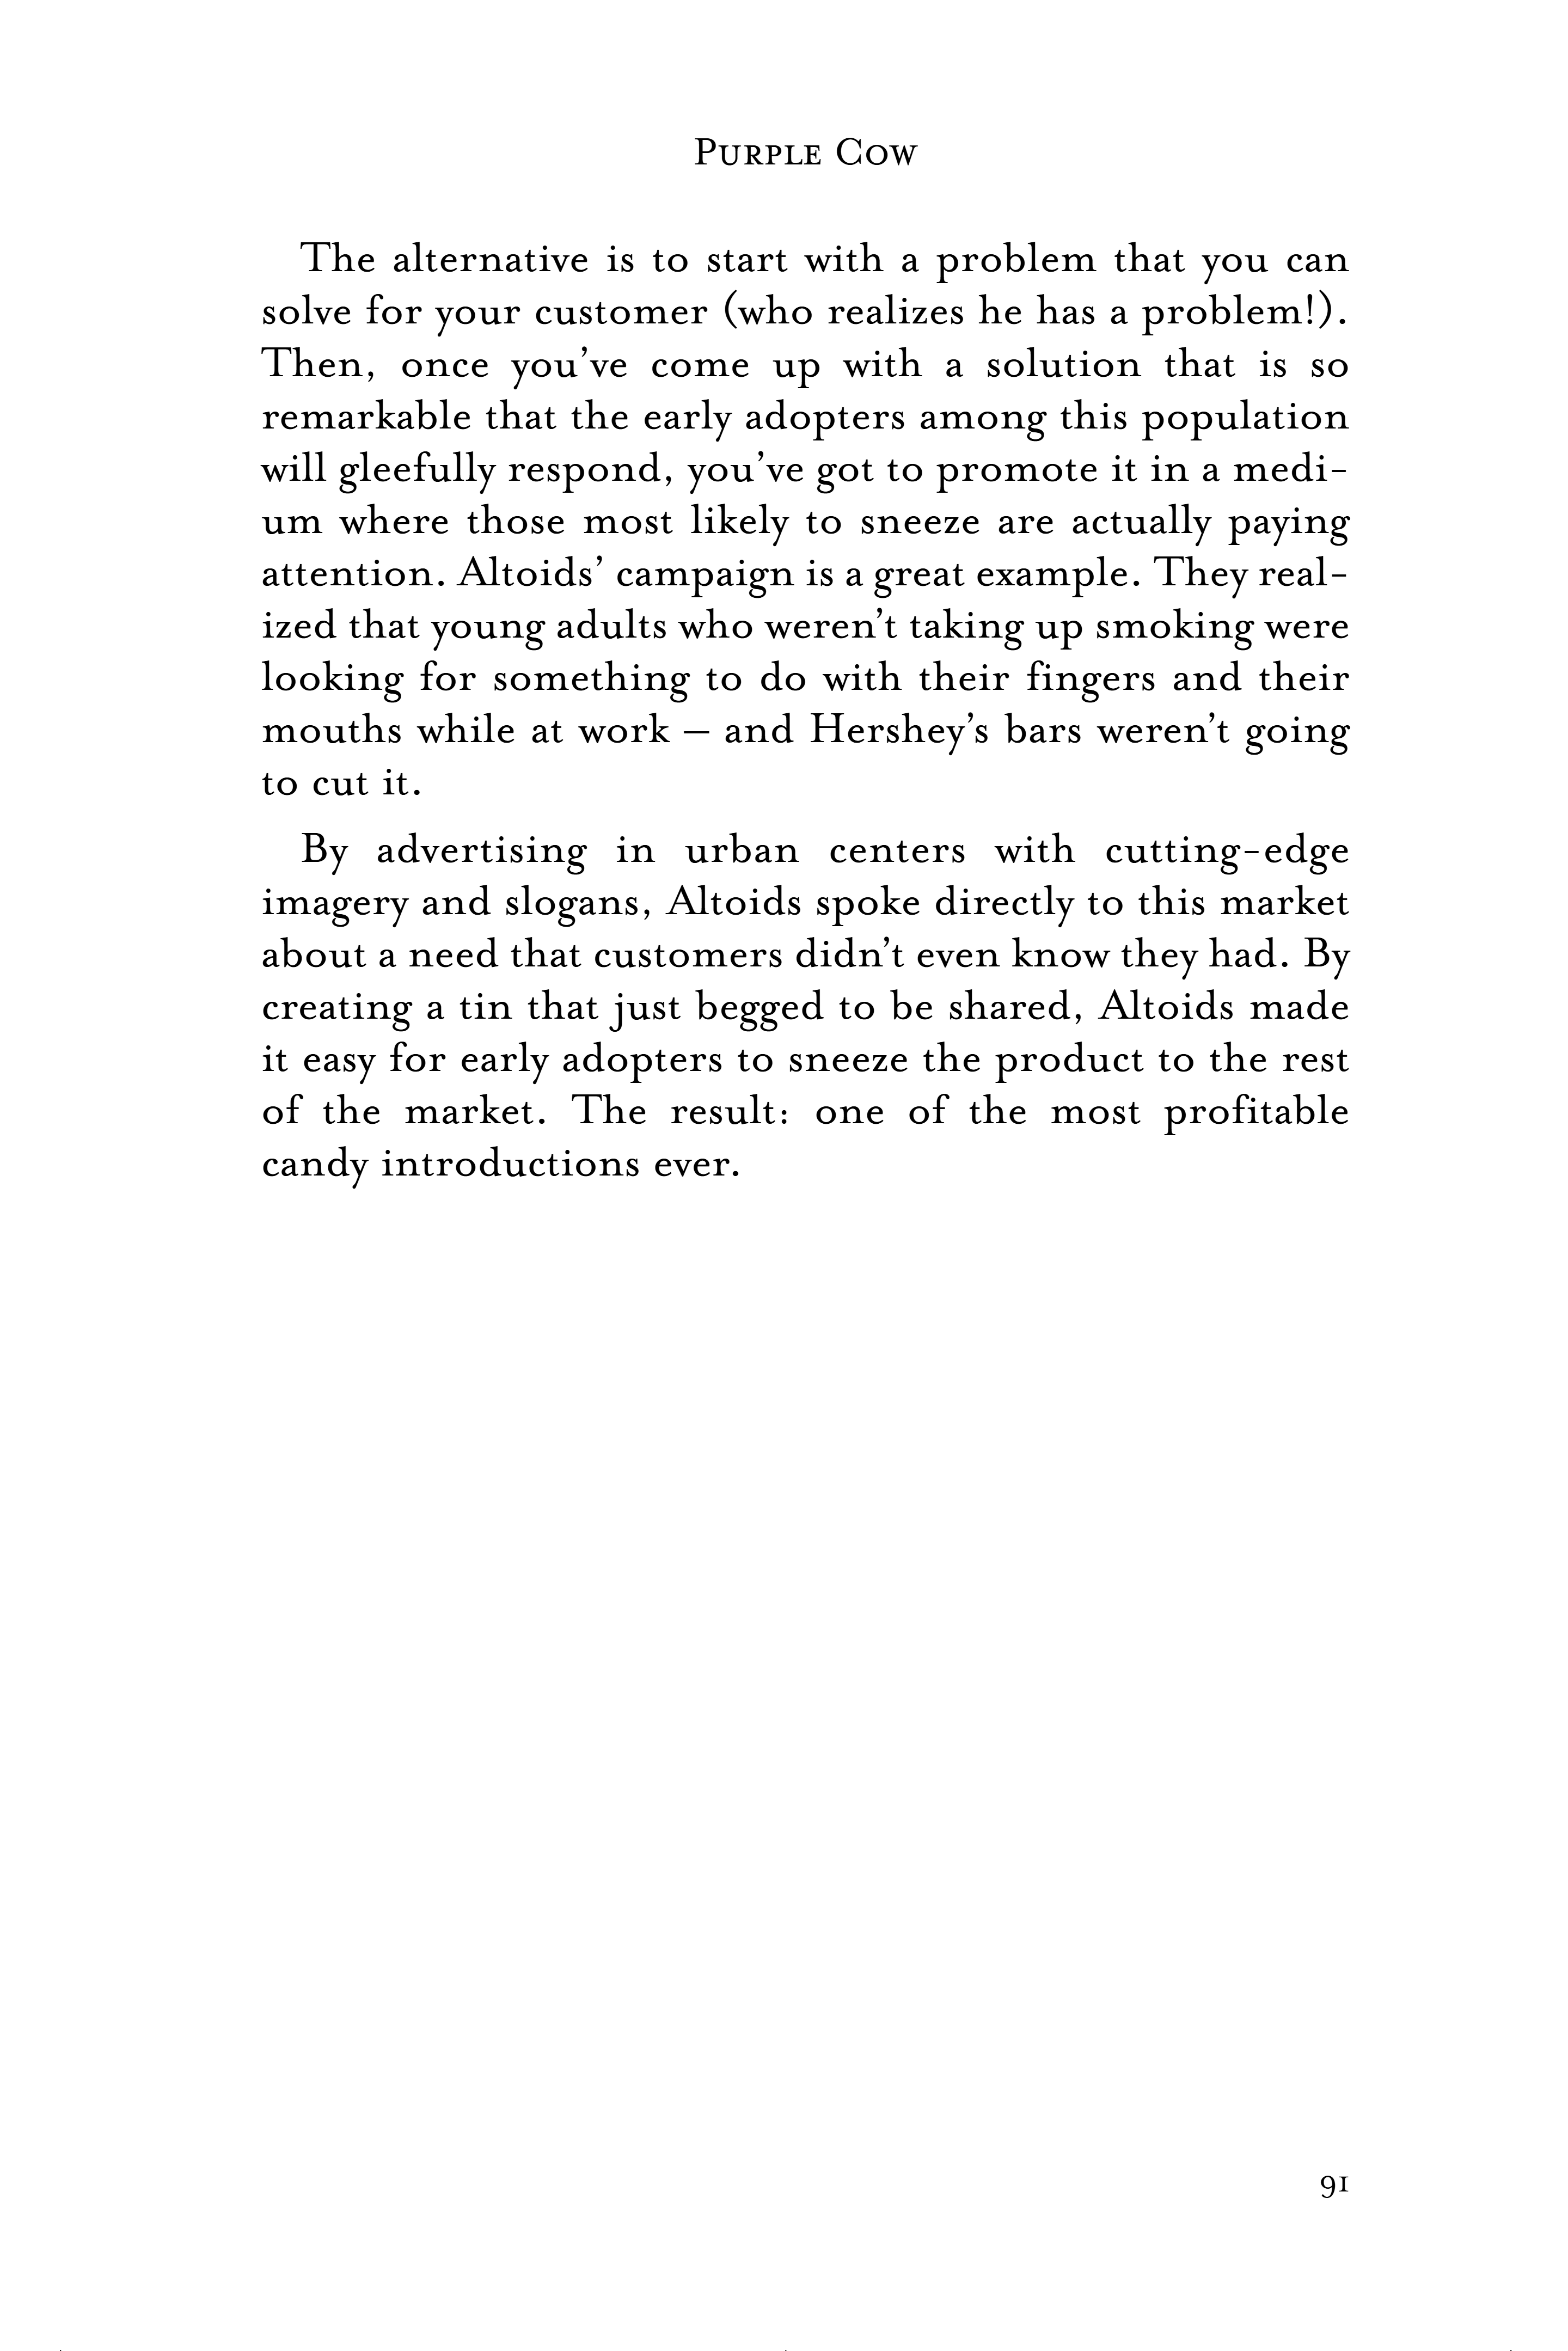 Purple Cow
The alternative is to start with a problem that you can
solve for your customer (who realizes he has a problem!).
Then, once you’ve come up with a solution that is so
remarkable that the early adopters among this population
will gleefully respond, you’ve got to promote it in a medi-
um where those most likely to sneeze are actually paying
attention. Altoids’ campaign is a great example. They real-
ized that young adults who weren’t taking up smoking were
looking for something to do with their fingers and their
mouths while at work – and Hershey’s bars weren’t going
to cut it.
By advertising in urban centers with cutting-edge
imagery and slogans, Altoids spoke directly to this market
about a need that customers didn’t even know they had. By
creating a tin that just begged to be shared, Altoids made
it easy for early adopters to sneeze the product to the rest
of the market. The result: one of the most profitable
candy introductions ever.
91